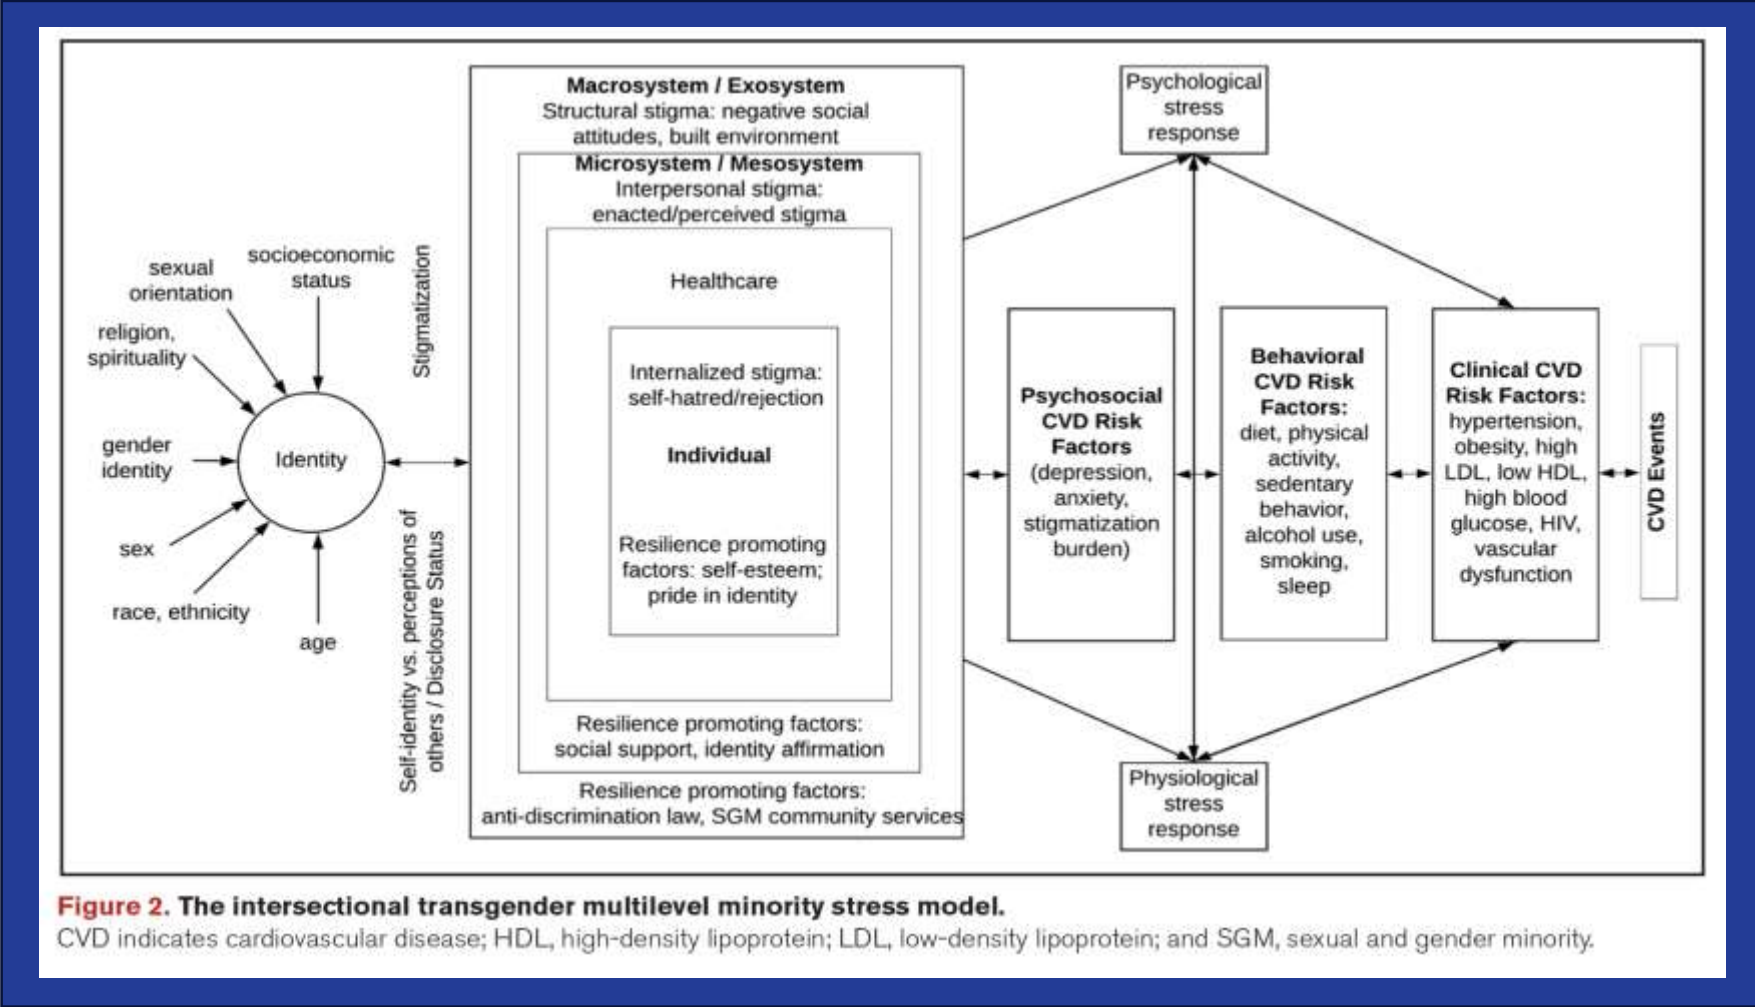 socioeconomic
status
sexual
orientation
religion,
spirituality
gender
identity
sex
race, ethnicity
age
Identity
Stigmatization
Self-identity vs. perceptions of
others / Disclosure Status
Macrosystem / Exosystem
Structural stigma: negative social
attitudes, built environment
Microsystem / Mesosystem
Interpersonal stigma:
enacted/perceived stigma
Healthcare
Internalized stigma:
self-hatred/rejection
Individual
Resilience promoting
factors: self-esteem;
pride in identity
Resilience promoting factors:
social support, identity affirmation
Resilience promoting factors:
anti-discrimination law, SGM community services
Psychological
stress
response
Psychosocial
CVD Risk
Factors
(depression,
anxiety,
stigmatization
burden)
Behavioral
CVD Risk
Factors:
diet, physical
activity,
sedentary
behavior,
alcohol use,
smoking,
sleep
Clinical CVD
Risk Factors:
hypertension,
obesity, high
LDL, low HDL,
high blood
glucose, HIV,
vascular
dysfunction
CVD Events
Physiological
stress
response
Figure 2. The intersectional transgender multilevel minority stress model.
CVD indicates cardiovascular disease; HDL, high-density lipoprotein; LDL, low-density lipoprotein; and SGM, sexual and gender minority.